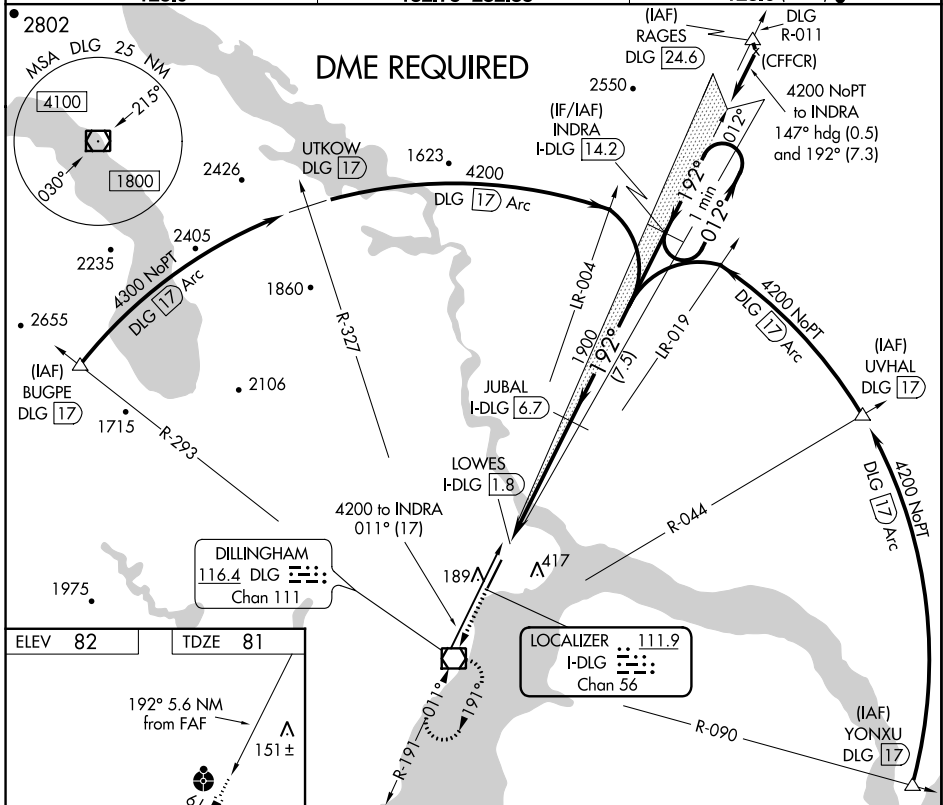 2802
MSA DLG 25 NM
4100
215°
030°
1800
DME REQUIRED
(IAF)
RAGES
DLG 24.6
DLG
R-011
(CFFCR)
2550
4200 NoPT
to INDRA
147° hdg (0.5)
and 192° (7.3)
(IF/IAF)
INDRA
I-DLG 14.2
012°
192°
1 min
012°
UTKOW
DLG 17
1623
4200
DLG 17 Arc
2426
2405
2235
4300 NoPT
DLG 17 Arc
1860
R-327
LR-004
LR-019
4200 NoPT
DLG 17 Arc
2655
(IAF)
BUGPE
DLG 17
1715
2106
R-293
1900
192°
(7.5)
JUBAL
I-DLG 6.7
(IAF)
UVHAL
DLG 17
LOWES
I-DLG 1.8
4200 NoPT
DLG 17 Arc
R-044
4200 to INDRA
011° (17)
DILLINGHAM
116.4 DLG
Chan 111
189
417
1975
LOCALIZER 111.9
I-DLG
Chan 56
R-090
(IAF)
YONXU
DLG 17
011°
191°
R-191
ELEV 82
TDZE 81
192° 5.6 NM
from FAF
151±